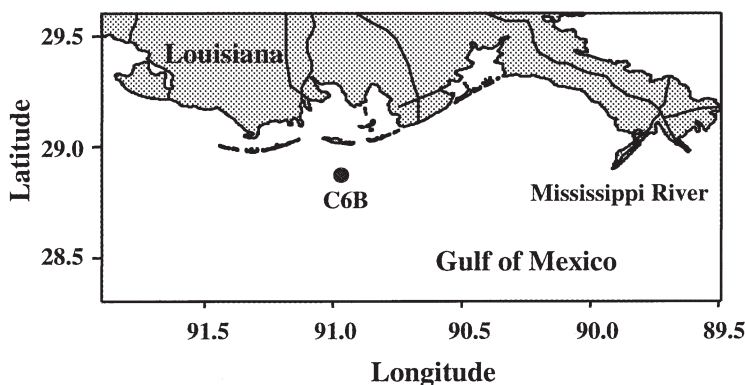 29.5
Louisiana
Latitude
29.0
C6B
Mississippi River
28.5
Gulf of Mexico
91.5 91.0 90.5 90.0 89.5
Longitude